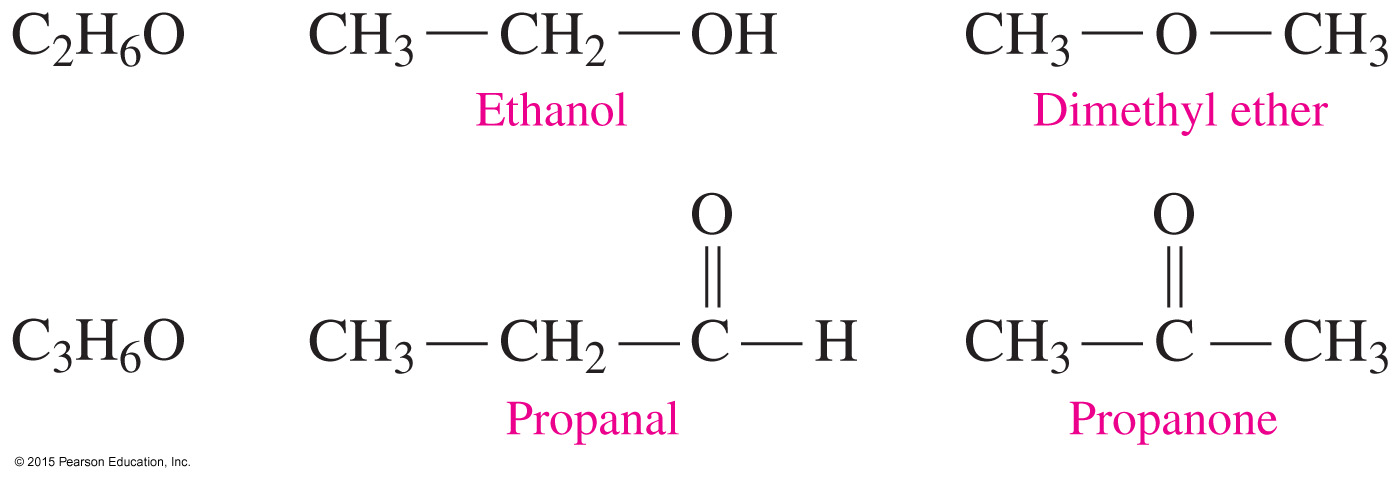 C₂H₆O CH₃—CH₂—OH CH₃—O—CH₃
Ethanol Dimethyl ether
O O
C₃H₆O CH₃—CH₂—C—H CH₃—C—CH₃
Propanal Propanone
© 2015 Pearson Education, Inc.